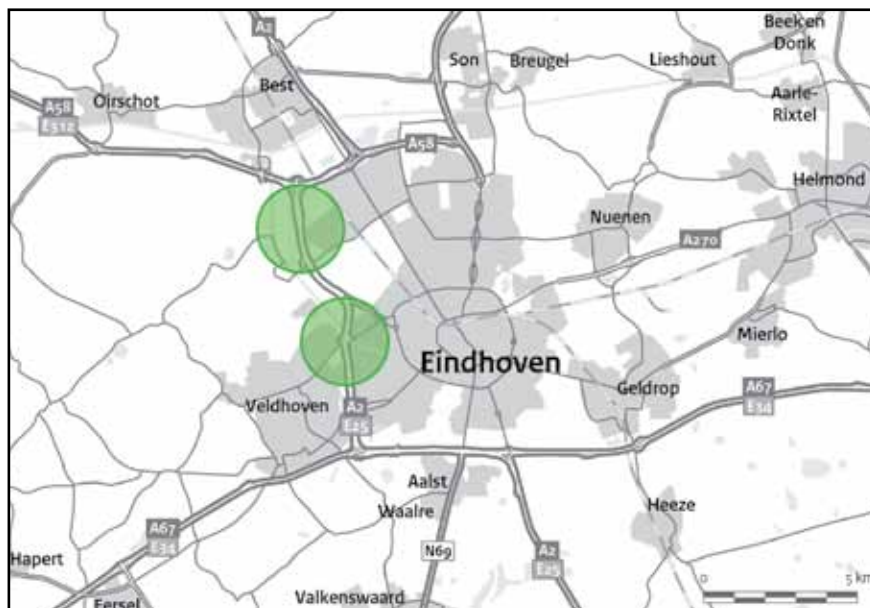 A2
Son
Breugel
Lieshout
Beek en
Donk
Best
Oirschot
Aarle-
Rixtel
A58
E312
A58
Helmond
Nuenen
A270
Mierlo
Eindhoven
Geldrop
Veldhoven
A2
E25
A67
E34
Aalst
Waalre
Heeze
A67
E34
Hapert
N69
A2
E25
Eersel
Valkenswaard
0
5 km